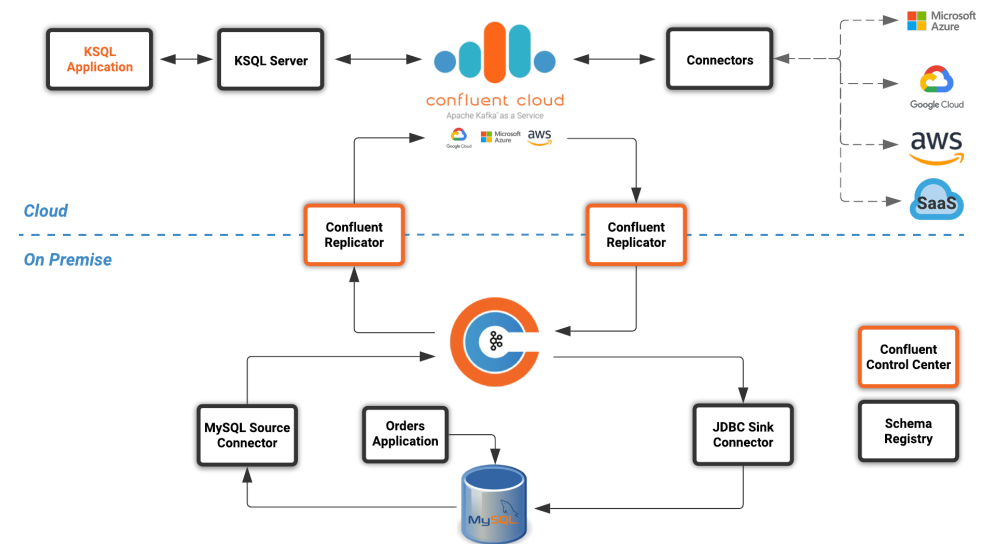 KSQL
Application
KSQL Server
confluent cloud
Apache Kafka® as a Service
Google Cloud
Microsoft
Azure
aws
Connectors
Microsoft
Azure
Google Cloud
aws
SaaS
Cloud
On Premise
Confluent
Replicator
Confluent
Replicator
Confluent
Control Center
MySQL Source
Connector
Orders
Application
JDBC Sink
Connector
Schema
Registry
MySQL